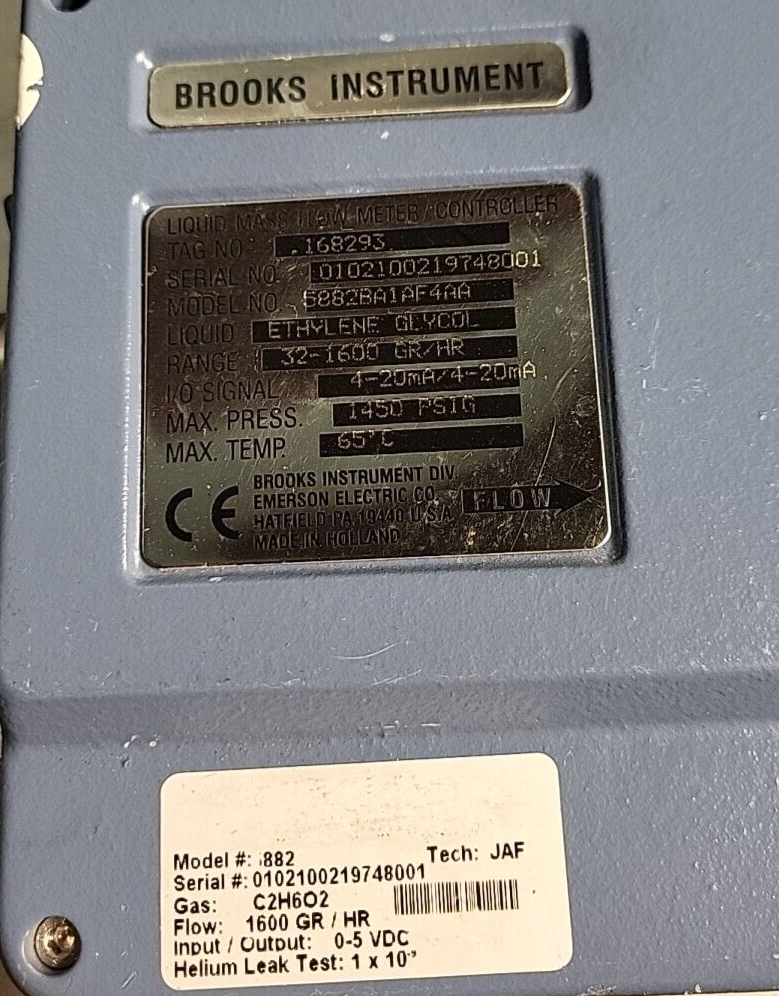 BROOKS INSTRUMENT
LIQUID MASS FLOW METER/CONTROLLER
TAG NO. .168293
SERIAL NO. 0102100219748001
MODEL NO. 5882BA1AF4AA
LIQUID ETHYLENE GLYCOL
RANGE 32-1600 GR/HR
I/O SIGNAL 4-20mA/4-20mA
MAX. PRESS. 1450 PSIG
MAX. TEMP. 65°C
CE
BROOKS INSTRUMENT DIV.
EMERSON ELECTRIC CO.
HATFIELD PA.19440 U.S.A
MADE IN HOLLAND
FLOW
Model #: 882 Tech: JAF
Serial #: 0102100219748001
Gas: C2H6O2
Flow: 1600 GR / HR
Input / Output: 0-5 VDC
Helium Leak Test: 1 x 10⁻⁹